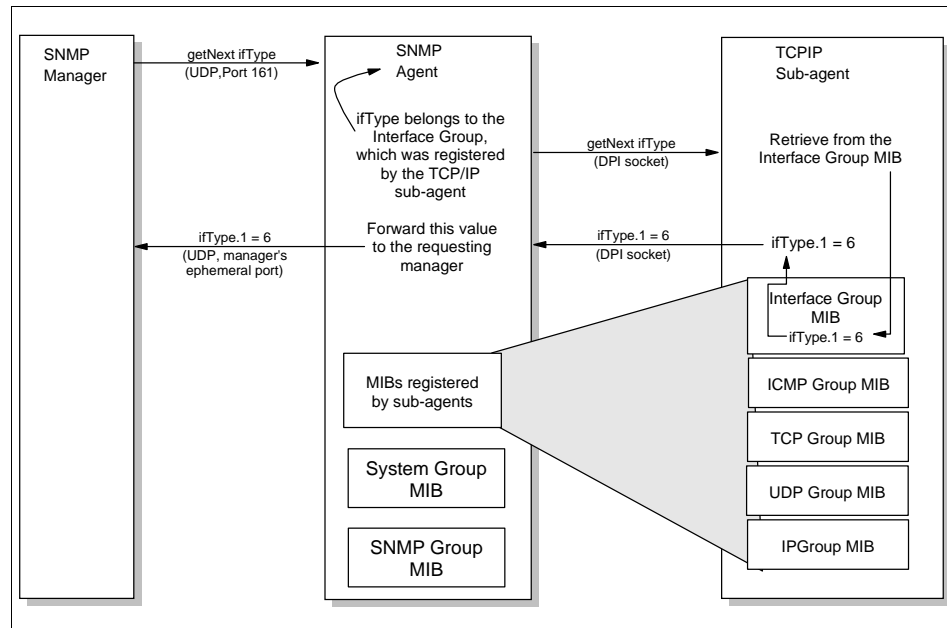 SNMP
Manager
getNext ifType
(UDP,Port 161)
SNMP
Agent
ifType belongs to the
Interface Group,
which was registered
by the TCP/IP
sub-agent
getNext ifType
(DPI socket)
TCPIP
Sub-agent
Retrieve from the
Interface Group MIB
ifType.1 = 6
(UDP, manager's
ephemeral port)
Forward this value
to the requesting
manager
ifType.1 = 6
(DPI socket)
ifType.1 = 6
Interface Group
MIB
ifType.1 = 6
MIBs registered
by sub-agents
ICMP Group MIB
TCP Group MIB
System Group
MIB
UDP Group MIB
SNMP Group
MIB
IPGroup MIB